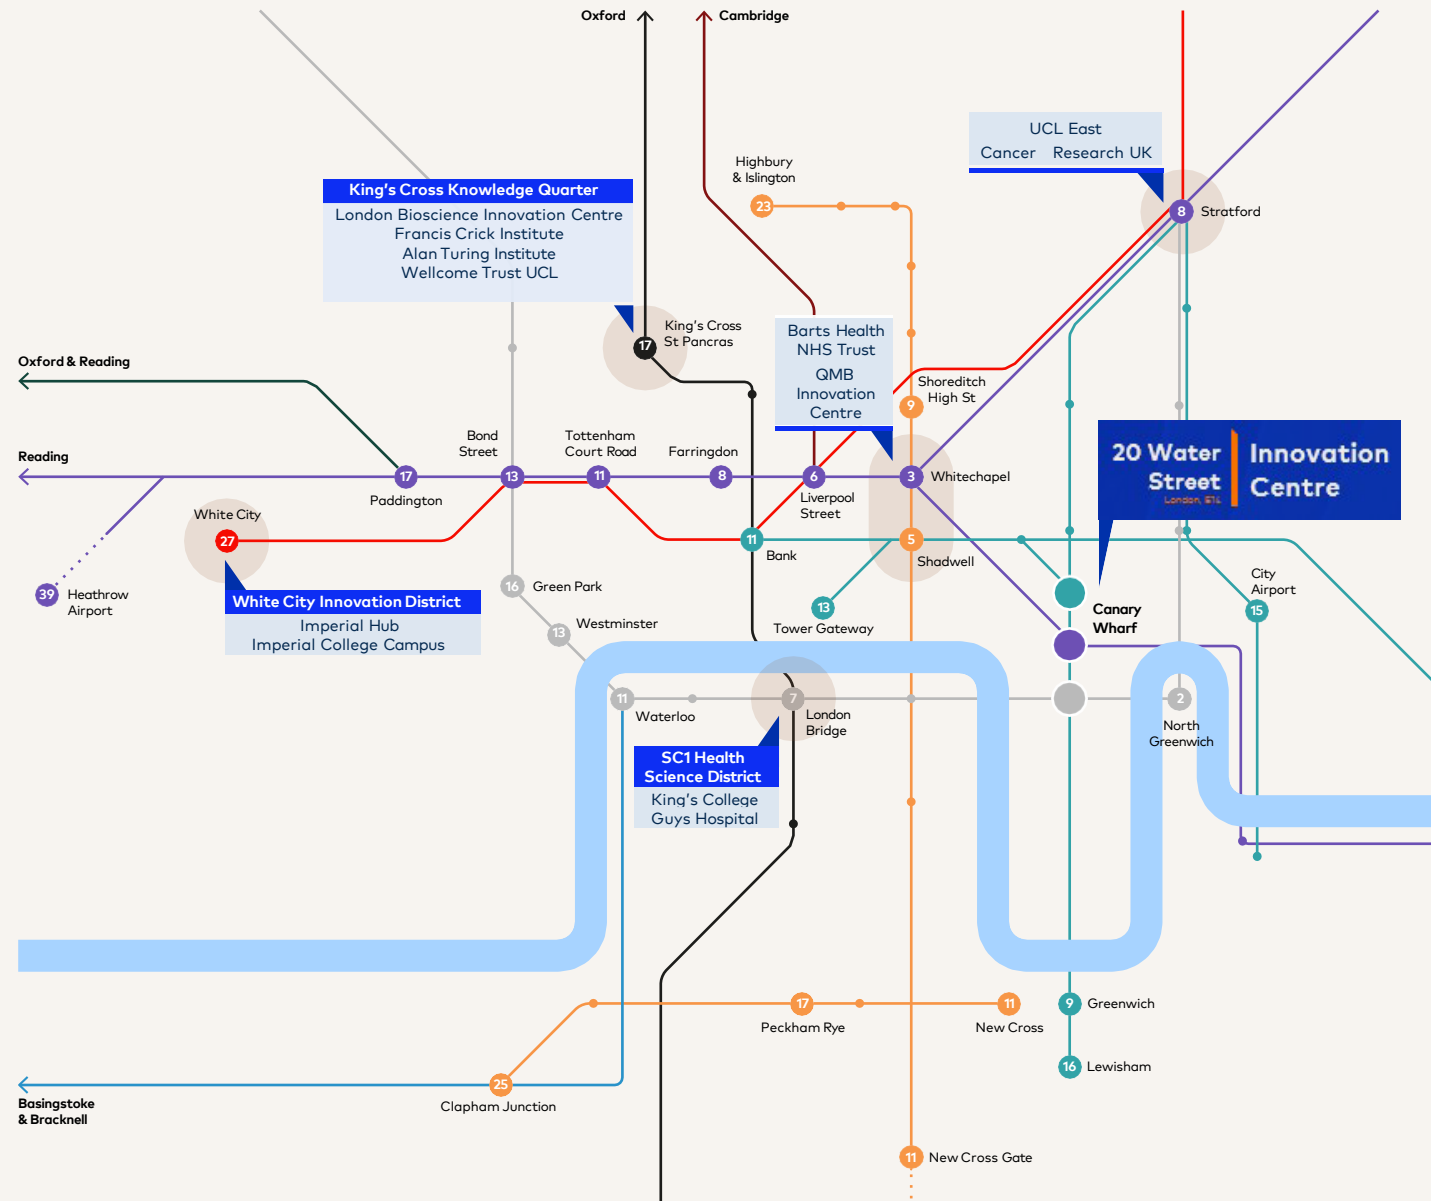 Oxford
Cambridge
UCL East
Cancer Research UK
Highbury
& Islington
23
8
Stratford
King's Cross Knowledge Quarter
London Bioscience Innovation Centre
Francis Crick Institute
Alan Turing Institute
Wellcome Trust UCL
King's Cross
St Pancras
17
Barts Health
NHS Trust
QMB
Innovation
Centre
Shoreditch
High St
9
Oxford & Reading
Reading
17
Paddington
Bond
Street
13
Tottenham
Court Road
11
Farringdon
8
6
Liverpool
Street
3
Whitechapel
20 Water
Street
London, E14
Innovation
Centre
White City
27
11
Bank
5
Shadwell
39
Heathrow
Airport
White City Innovation District
Imperial Hub
Imperial College Campus
16
Green Park
13
Westminster
13
Tower Gateway
Canary
Wharf
City
Airport
15
11
Waterloo
7
London
Bridge
2
North
Greenwich
SC1 Health
Science District
King's College
Guys Hospital
17
Peckham Rye
11
New Cross
9
Greenwich
16
Lewisham
25
Clapham Junction
Basingstoke
& Bracknell
11
New Cross Gate